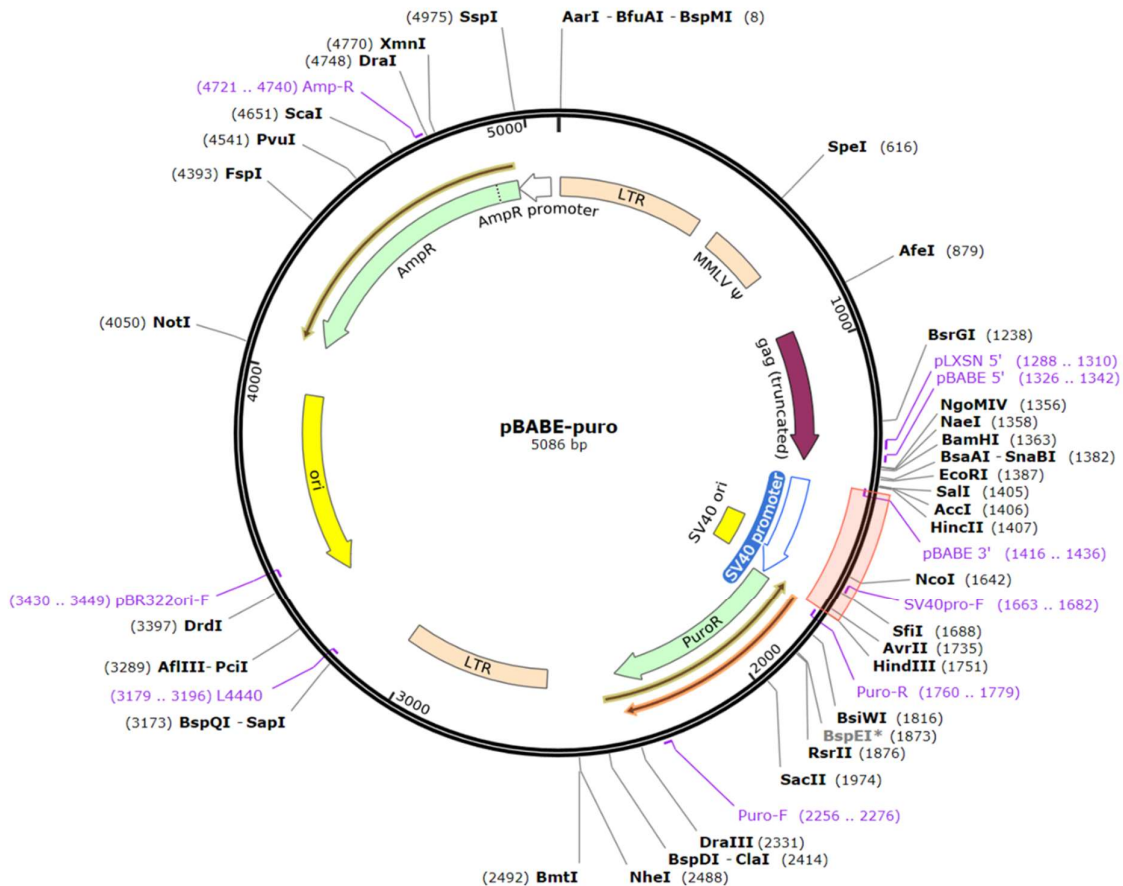 (4975) SspI
AarI - BfuAI - BspMI (8)
(4770) XmnI
(4748) DraI
(4721 .. 4740) Amp-R
(4651) ScaI
(4541) PvuI
(4393) FspI
(4050) NotI
SpeI (616)
AfeI (879)
BsrGI (1238)
pLXSN 5' (1288 .. 1310)
pBABE 5' (1326 .. 1342)
NgoMIV (1356)
NaeI (1358)
BamHI (1363)
BsaAI - SnaBI (1382)
EcoRI (1387)
SalI (1405)
AccI (1406)
HincII (1407)
pBABE 3' (1416 .. 1436)
NcoI (1642)
SV40pro-F (1663 .. 1682)
SfiI (1688)
AvrII (1735)
HindIII (1751)
Puro-R (1760 .. 1779)
BsiWI (1816)
BspEI* (1873)
RsrII (1876)
SacII (1974)
Puro-F (2256 .. 2276)
DraIII (2331)
BspDI - ClaI (2414)
NheI (2488)
(2492) BmtI
(3430 .. 3449) pBR322ori-F
(3397) DrdI
(3289) AflIII - PciI
(3179 .. 3196) L4440
(3173) BspQI - SapI
5000
1000
2000
3000
4000
LTR
MMLV Ψ
gag (truncated)
SV40 promoter
SV40 ori
PuroR
LTR
ori
AmpR
AmpR promoter
pBABE-puro
5086 bp